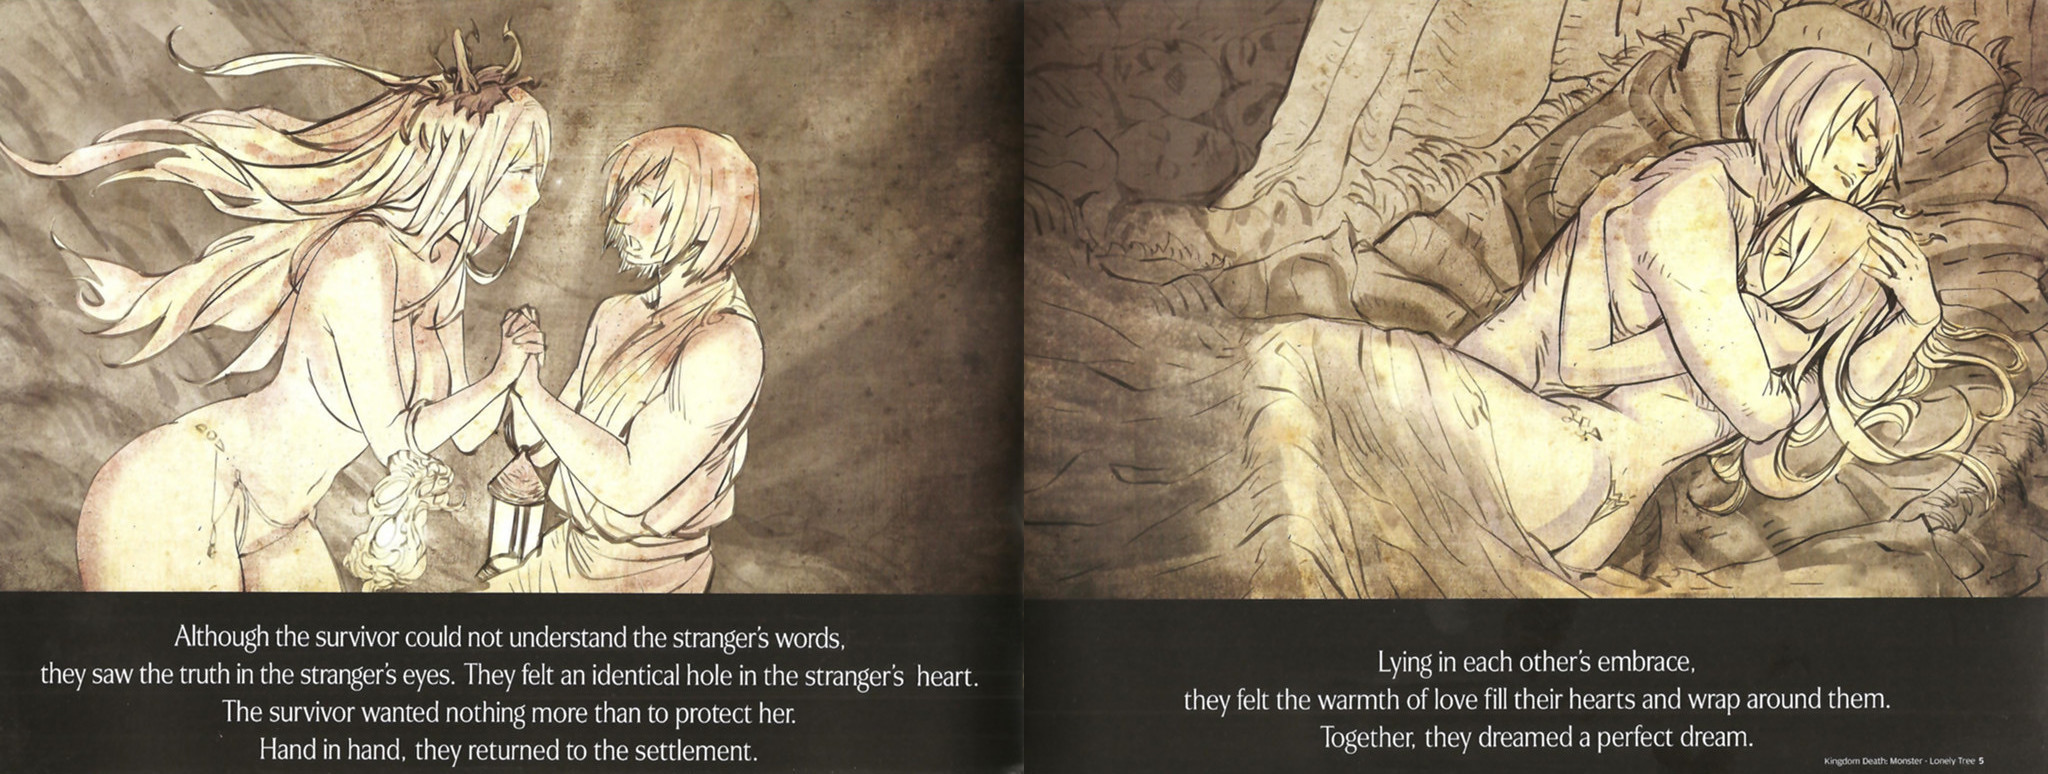 Although the survivor could not understand the stranger's words,
they saw the truth in the stranger's eyes. They felt an identical hole in the stranger's heart.
The survivor wanted nothing more than to protect her.
Hand in hand, they returned to the settlement.
Lying in each other's embrace,
they felt the warmth of love fill their hearts and wrap around them.
Together, they dreamed a perfect dream.
Kingdom Death: Monster - Lonely Tree 5